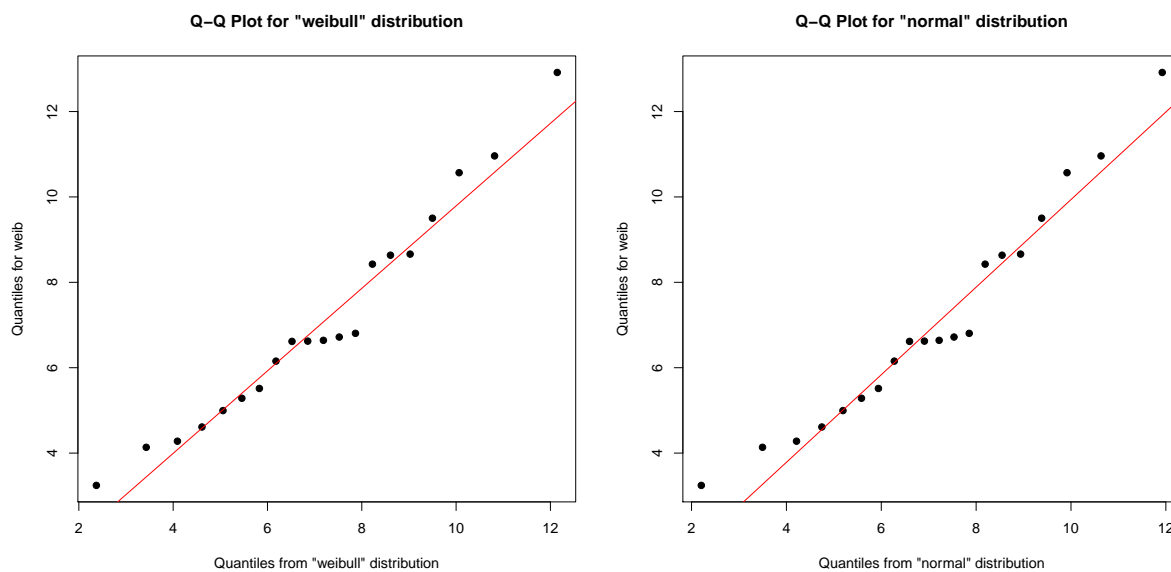 Q−Q Plot for "weibull" distribution
Quantiles for weib
12
10
8
6
4
2 4 6 8 10 12
Quantiles from "weibull" distribution
Q−Q Plot for "normal" distribution
Quantiles for weib
12
10
8
6
4
2 4 6 8 10 12
Quantiles from "normal" distribution